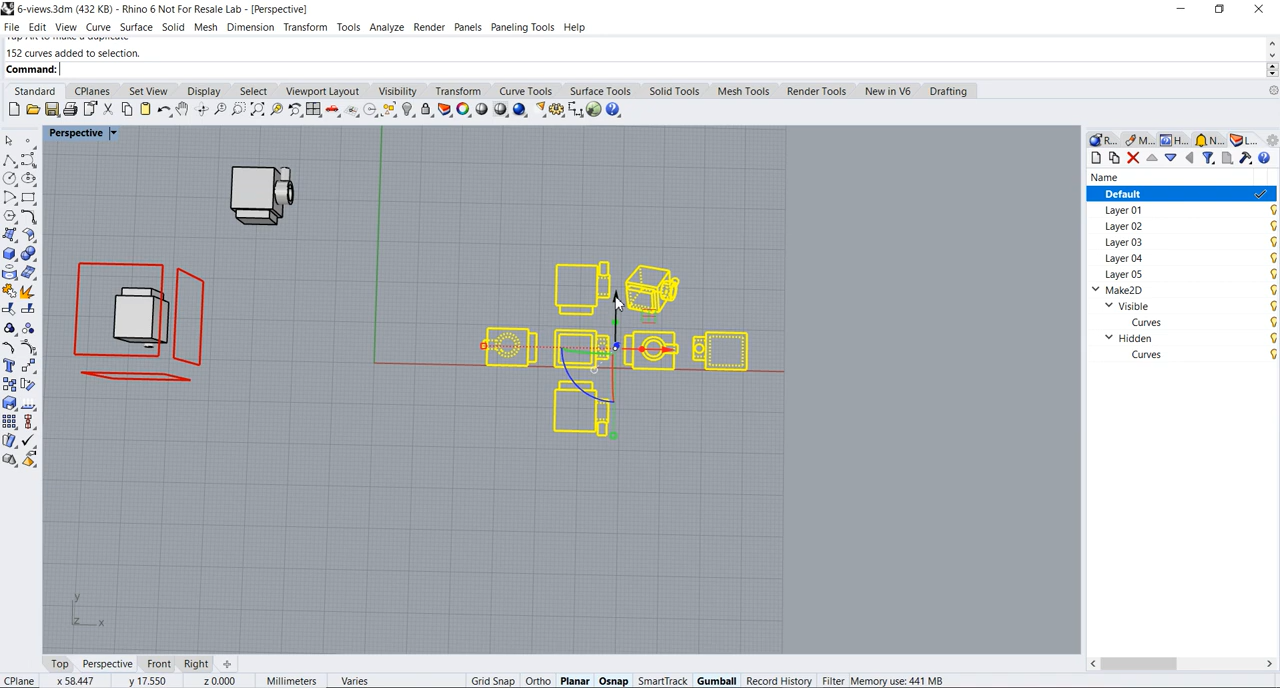 6-views.3dm (432 KB) - Rhino 6 Not For Resale Lab - [Perspective]
File Edit View Curve Surface Solid Mesh Dimension Transform Tools Analyze Render Panels Paneling Tools Help
152 curves added to selection.
Command:
Standard CPlanes Set View Display Select Viewport Layout Visibility Transform Curve Tools Surface Tools Solid Tools Mesh Tools Render Tools New in V6 Drafting
Perspective
R... M... H... N... L...
Name
Default
Layer 01
Layer 02
Layer 03
Layer 04
Layer 05
Make2D
Visible
Curves
Hidden
Curves
y
z x
Top Perspective Front Right
CPlane x 58.447 y 17.550 z 0.000 Millimeters Varies Grid Snap Ortho Planar Osnap SmartTrack Gumball Record History Filter Memory use: 441 MB